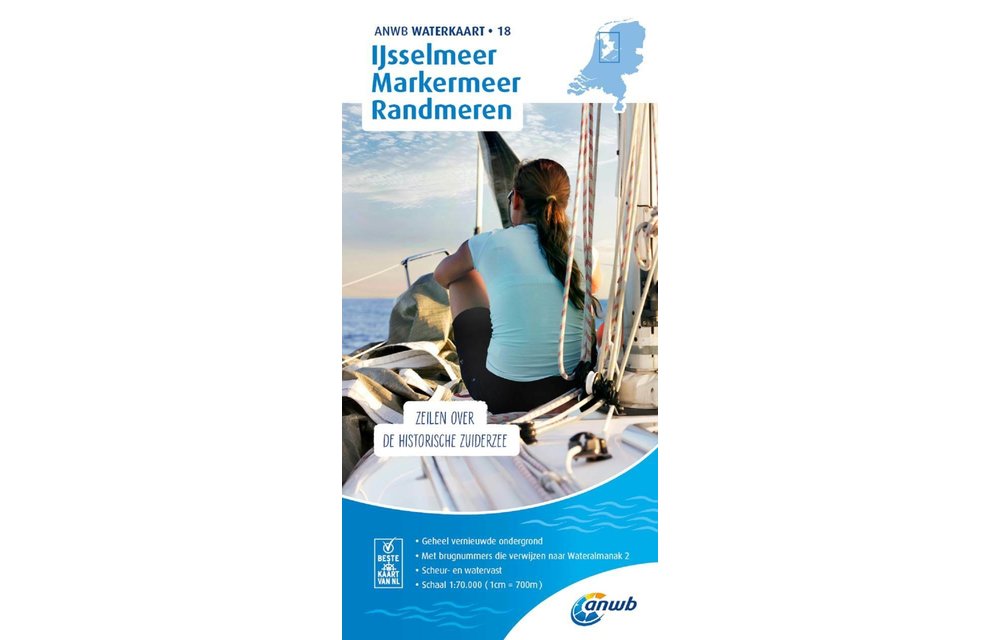 ANWB WATERKAART • 18
IJsselmeer
Markermeer
Randmeren
ZEILEN OVER
DE HISTORISCHE ZUIDERZEE
BESTE
KAART
VAN NL
• Geheel vernieuwde ondergrond
• Met brugnummers die verwijzen naar Wateralmanak 2
• Scheur- en watervast
• Schaal 1:70.000 (1cm = 700m)
anwb